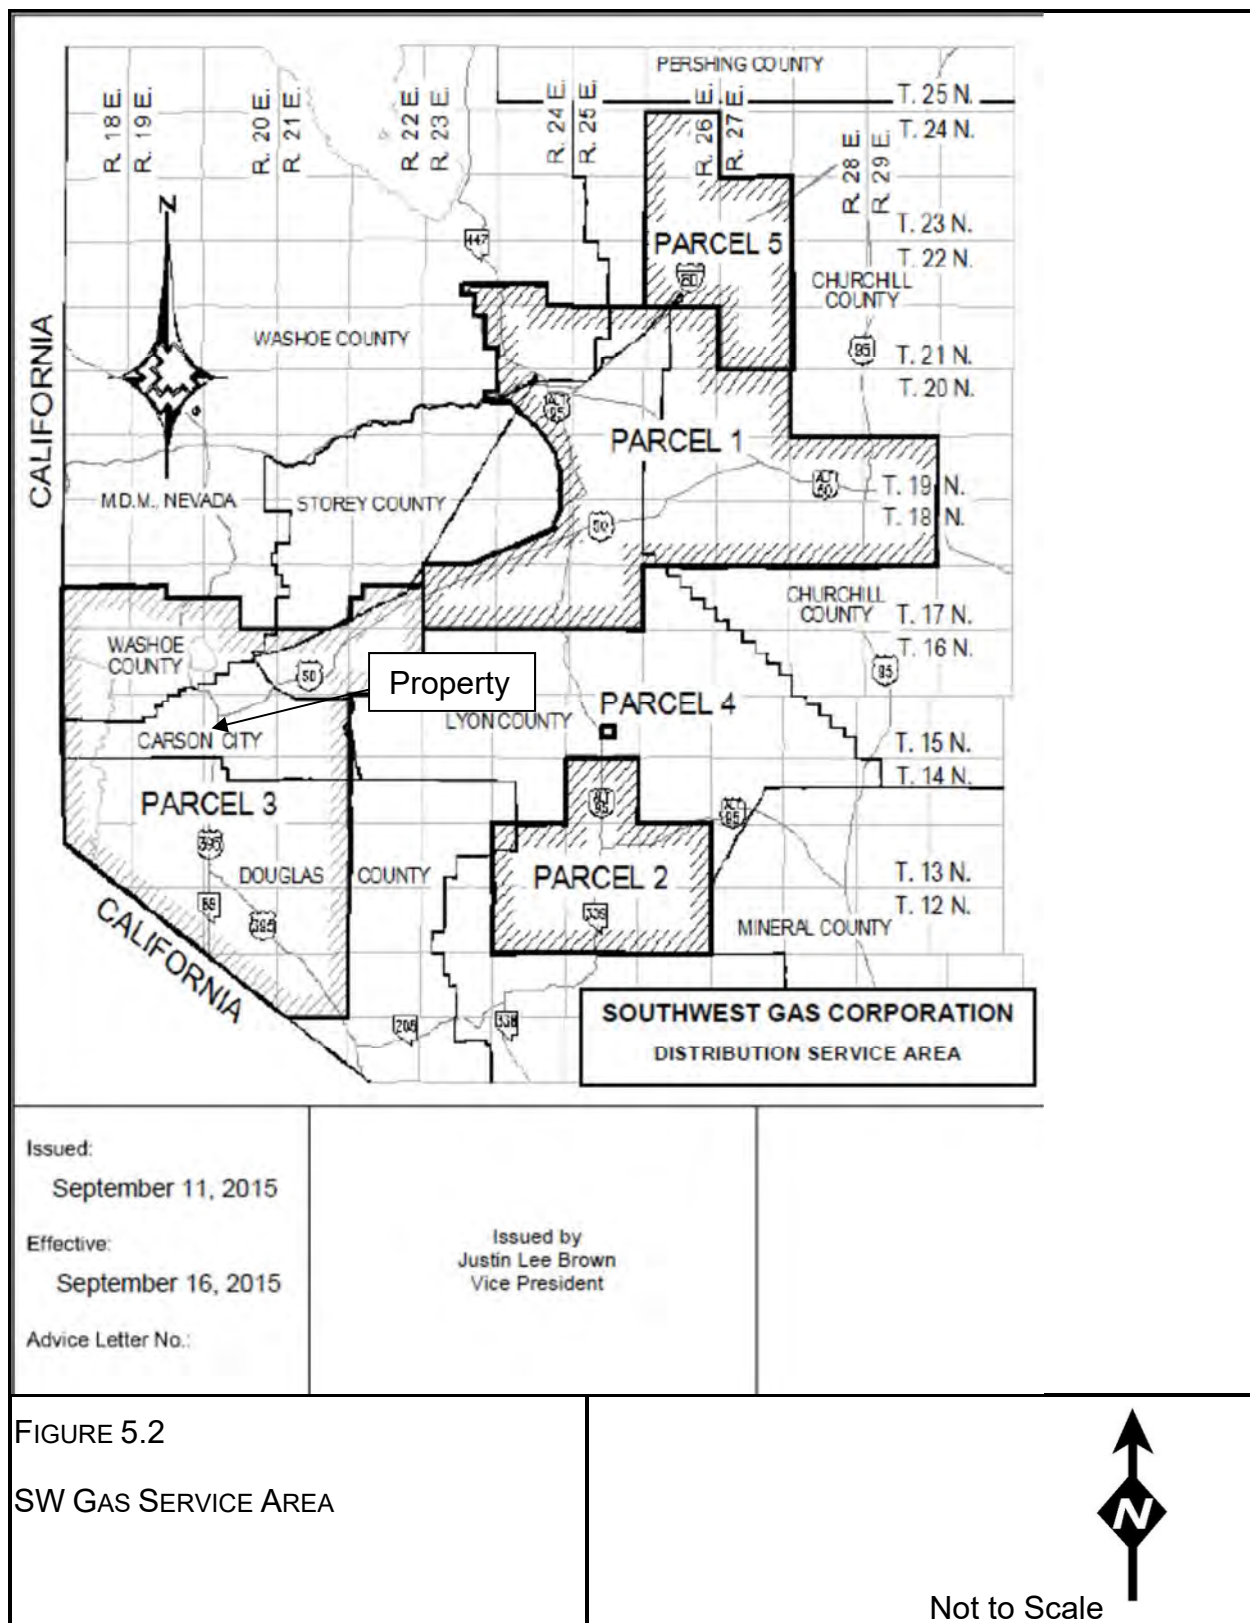 PERSHING COUNTY
R. 18 E.
R. 19 E.
R. 20 E.
R. 21 E.
R. 22 E.
R. 23 E.
R. 24 E.
R. 25 E.
R. 26 E.
R. 27 E.
R. 28 E.
R. 29 E.
T. 25 N.
T. 24 N.
N
T. 23 N.
T. 22 N.
447
PARCEL 5
80
CHURCHILL
COUNTY
CALIFORNIA
WASHOE COUNTY
95
T. 21 N.
T. 20 N.
ALT
95
PARCEL 1
M.D.M., NEVADA
STOREY COUNTY
ALT
50
T. 19 N.
T. 18 N.
50
CHURCHILL
COUNTY
T. 17 N.
T. 16 N.
WASHOE
COUNTY
50
95
Property
LYON COUNTY
PARCEL 4
CARSON CITY
T. 15 N.
T. 14 N.
PARCEL 3
ALT
95
ALT
95
395
DOUGLAS
COUNTY
PARCEL 2
T. 13 N.
T. 12 N.
88
395
MINERAL COUNTY
CALIFORNIA
208
338
SOUTHWEST GAS CORPORATION
DISTRIBUTION SERVICE AREA
Issued:
September 11, 2015
Effective:
September 16, 2015
Advice Letter No.:
Issued by
Justin Lee Brown
Vice President
FIGURE 5.2
SW GAS SERVICE AREA
N
Not to Scale